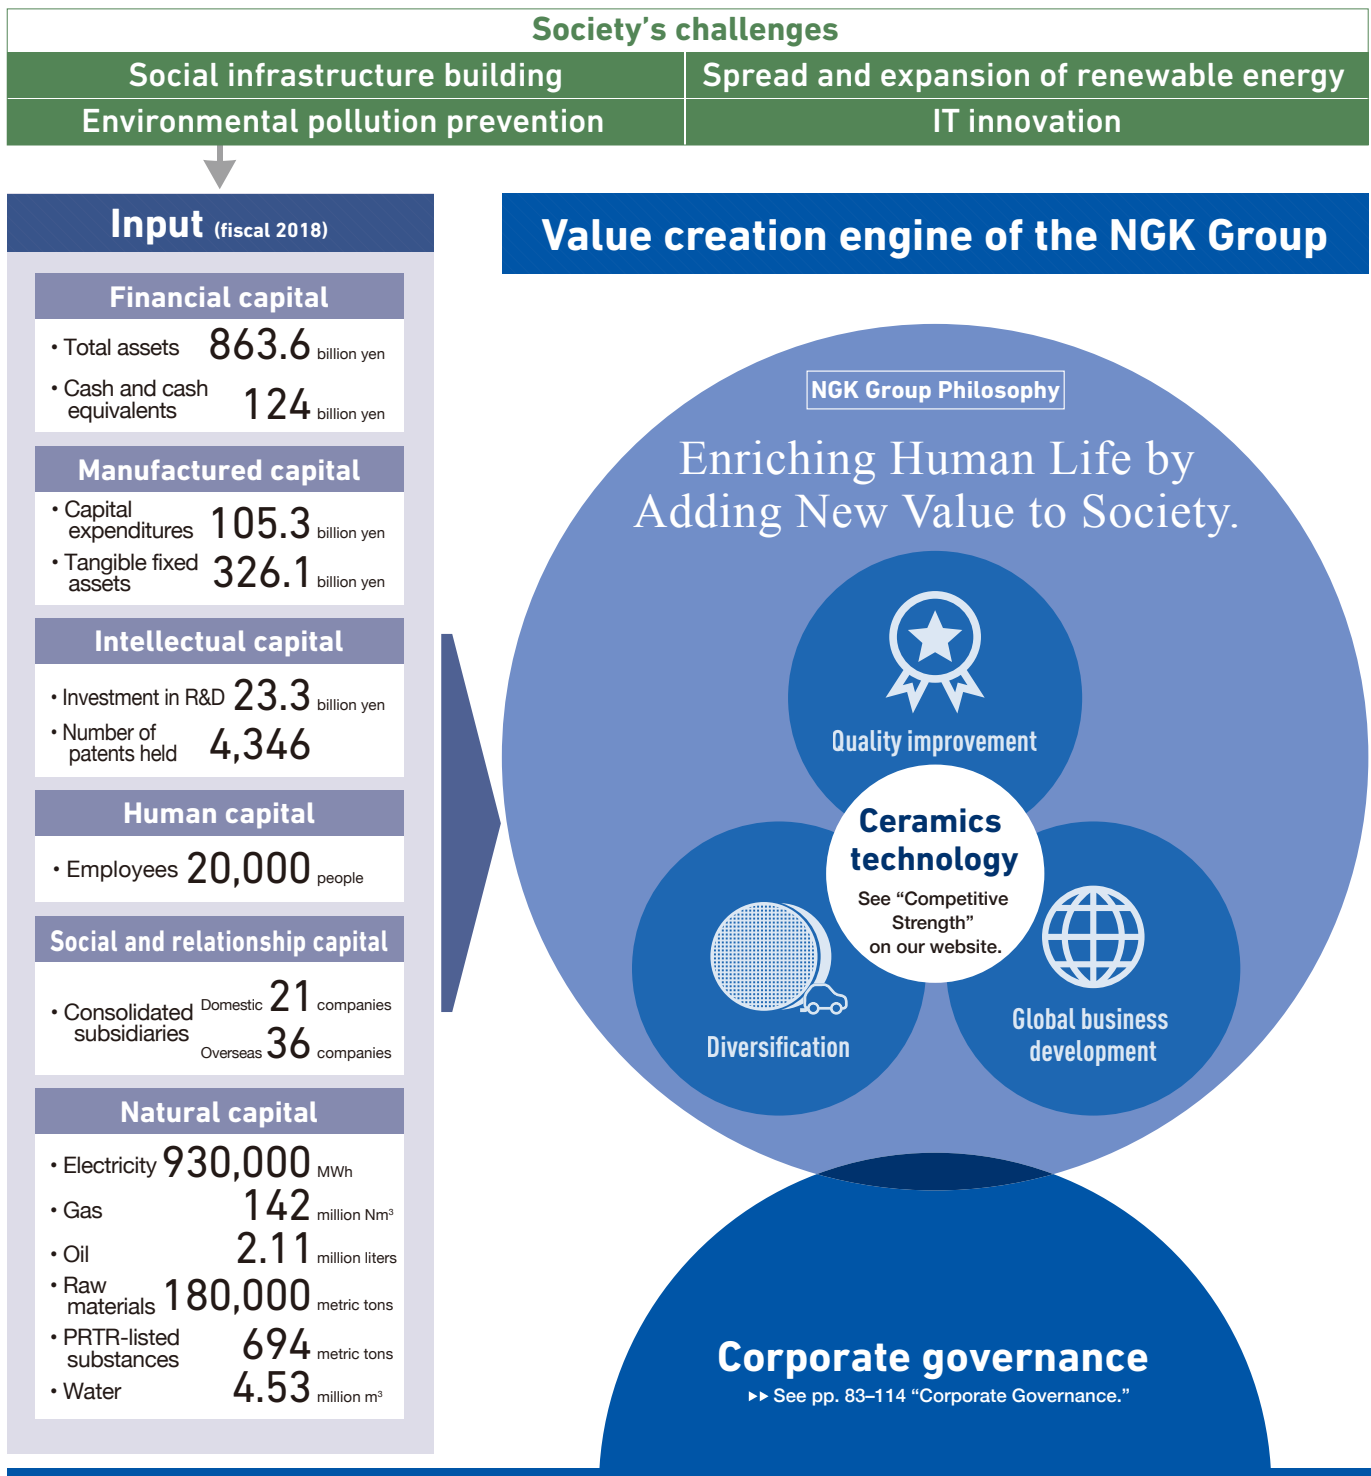 Society's challenges
Social infrastructure building
Spread and expansion of renewable energy
Environmental pollution prevention
IT innovation
Input (fiscal 2018)
Financial capital
・Total assets 863.6 billion yen
・Cash and cash
equivalents 124 billion yen
Manufactured capital
・Capital
expenditures 105.3 billion yen
・Tangible fixed
assets 326.1 billion yen
Intellectual capital
・Investment in R&D 23.3 billion yen
・Number of
patents held 4,346
Human capital
・Employees 20,000 people
Social and relationship capital
・Consolidated
subsidiaries
Domestic 21 companies
Overseas 36 companies
Natural capital
・Electricity 930,000 MWh
・Gas 142 million Nm³
・Oil 2.11 million liters
・Raw
materials 180,000 metric tons
・PRTR-listed
substances 694 metric tons
・Water 4.53 million m³
Value creation engine of the NGK Group
NGK Group Philosophy
Enriching Human Life by
Adding New Value to Society.
Quality improvement
Ceramics
technology
See “Competitive
Strength”
on our website.
Diversification
Global business
development
Corporate governance
▶▶ See pp. 83–114 “Corporate Governance.”